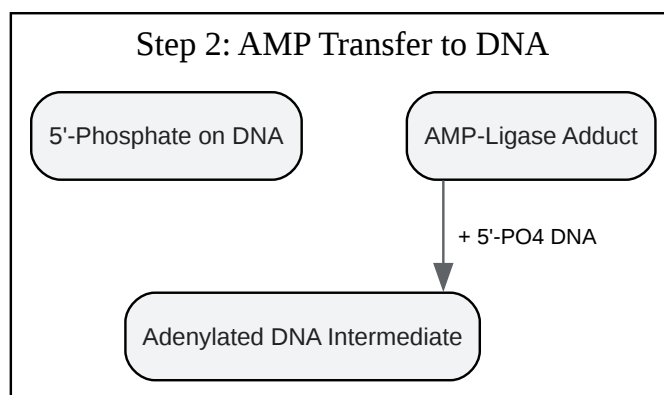 Step 2: AMP Transfer to DNA
5'-Phosphate on DNA
AMP-Ligase Adduct
+ 5'-PO4 DNA
Adenylated DNA Intermediate